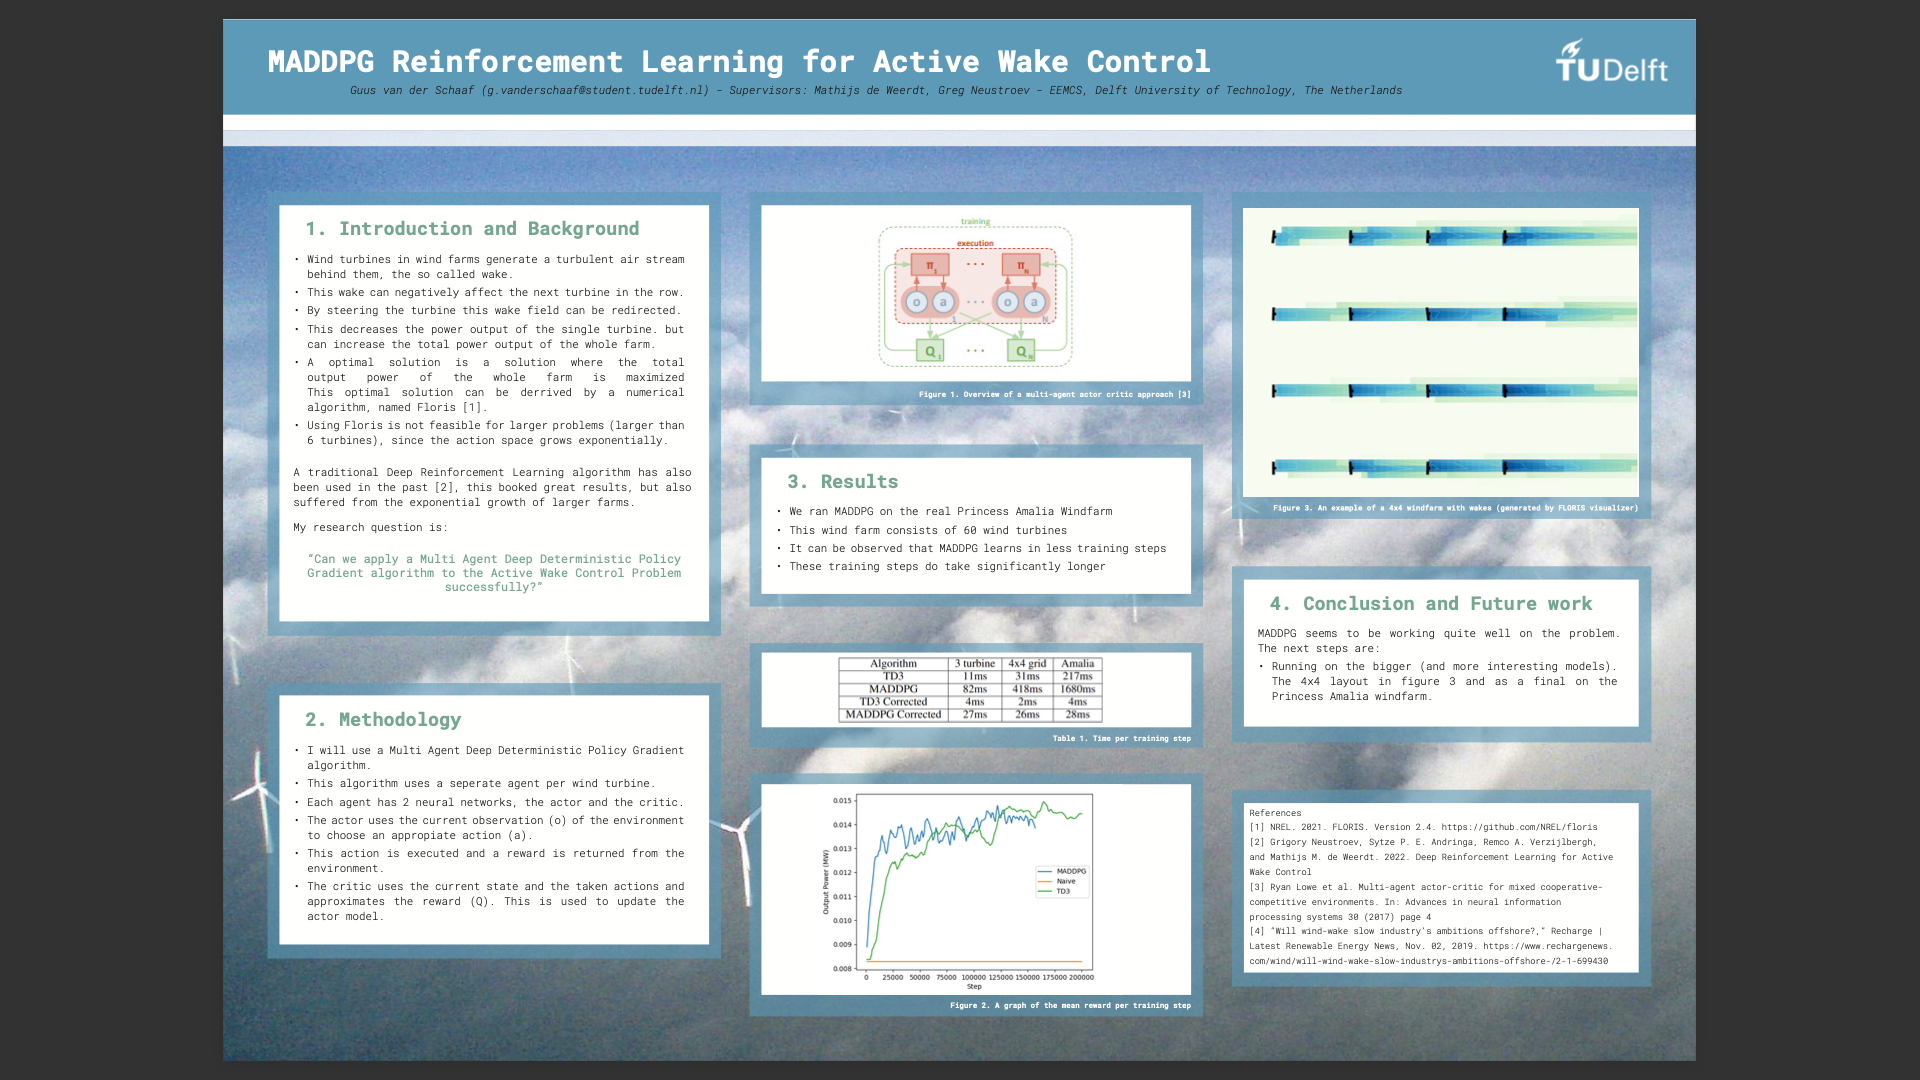 MADDPG Reinforcement Learning for Active Wake Control
Guus van der Schaaf (g.vanderschaaf@student.tudelft.nl) - Supervisors: Mathijs de Weerdt, Greg Neustroev - EEMCS, Delft University of Technology, The Netherlands
TUDelft
1. Introduction and Background
• Wind turbines in wind farms generate a turbulent air stream
behind them, the so called wake.
• This wake can negatively affect the next turbine in the row.
• By steering the turbine this wake field can be redirected.
• This decreases the power output of the single turbine. but
can increase the total power output of the whole farm.
• A optimal solution is a solution where the total
output power of the whole farm is maximized
This optimal solution can be derrived by a numerical
algorithm, named Floris [1].
• Using Floris is not feasible for larger problems (larger than
6 turbines), since the action space grows exponentially.
A traditional Deep Reinforcement Learning algorithm has also
been used in the past [2], this booked great results, but also
suffered from the exponential growth of larger farms.
My research question is:
“Can we apply a Multi Agent Deep Deterministic Policy
Gradient algorithm to the Active Wake Control Problem
successfully?”
2. Methodology
• I will use a Multi Agent Deep Deterministic Policy Gradient
algorithm.
• This algorithm uses a seperate agent per wind turbine.
• Each agent has 2 neural networks, the actor and the critic.
• The actor uses the current observation (o) of the environment
to choose an appropiate action (a).
• This action is executed and a reward is returned from the
environment.
• The critic uses the current state and the taken actions and
approximates the reward (Q). This is used to update the
actor model.
training
execution
π1 ... πN
o a ... o a
1 N
Q1 ... QN
Figure 1. Overview of a multi-agent actor critic approach [3]
3. Results
• We ran MADDPG on the real Princess Amalia Windfarm
• This wind farm consists of 60 wind turbines
• It can be observed that MADDPG learns in less training steps
• These training steps do take significantly longer
Algorithm 3 turbine 4x4 grid Amalia
TD3 11ms 31ms 217ms
MADDPG 82ms 418ms 1680ms
TD3 Corrected 4ms 2ms 4ms
MADDPG Corrected 27ms 26ms 28ms
Table 1. Time per training step
Output Power (MW)
0.015
0.014
0.013
0.012
0.011
0.010
0.009
0.008
MADDPG
Naive
TD3
0 25000 50000 75000 100000 125000 150000 175000 200000
Step
Figure 2. A graph of the mean reward per training step
Figure 3. An example of a 4x4 windfarm with wakes (generated by FLORIS visualizer)
4. Conclusion and Future work
MADDPG seems to be working quite well on the problem.
The next steps are:
• Running on the bigger (and more interesting models).
The 4x4 layout in figure 3 and as a final on the
Princess Amalia windfarm.
References
[1] NREL. 2021. FLORIS. Version 2.4. https://github.com/NREL/floris
[2] Grigory Neustroev, Sytze P. E. Andringa, Remco A. Verzijlbergh,
and Mathijs M. de Weerdt. 2022. Deep Reinforcement Learning for Active
Wake Control
[3] Ryan Lowe et al. Multi-agent actor-critic for mixed cooperative-
competitive environments. In: Advances in neural information
processing systems 30 (2017) page 4
[4] “Will wind-wake slow industry's ambitions offshore?,” Recharge |
Latest Renewable Energy News, Nov. 02, 2019. https://www.rechargenews.
com/wind/will-wind-wake-slow-industrys-ambitions-offshore-/2-1-699430